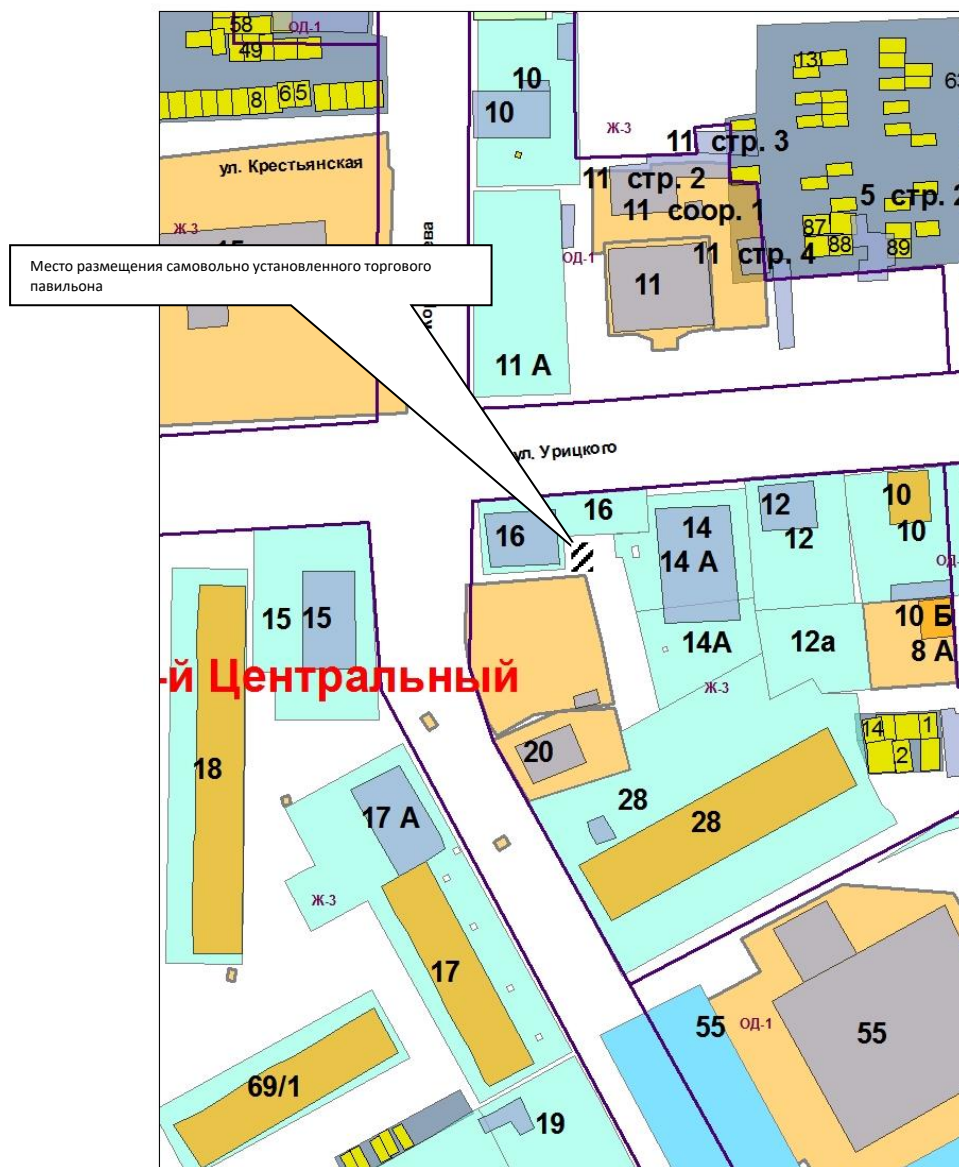 58
ОД-1
49
8
6
5
10
10
13
ул. Крестьянская
Ж-3
11 стр. 3
11 стр. 2
5 стр. 2
11 соор. 1
Ж-3
87
88
89
11 стр. 4
ОД-1
Место размещения самовольно установленного торгового
павильона
11
11 А
ул. Урицкого
16
16
14
14 А
12
12
10
10
15
15
14А
12а
10 Б
8 А
Ж-3
-й Центральный
18
20
14
1
2
17 А
28
28
Ж-3
17
55
ОД-1
55
69/1
19